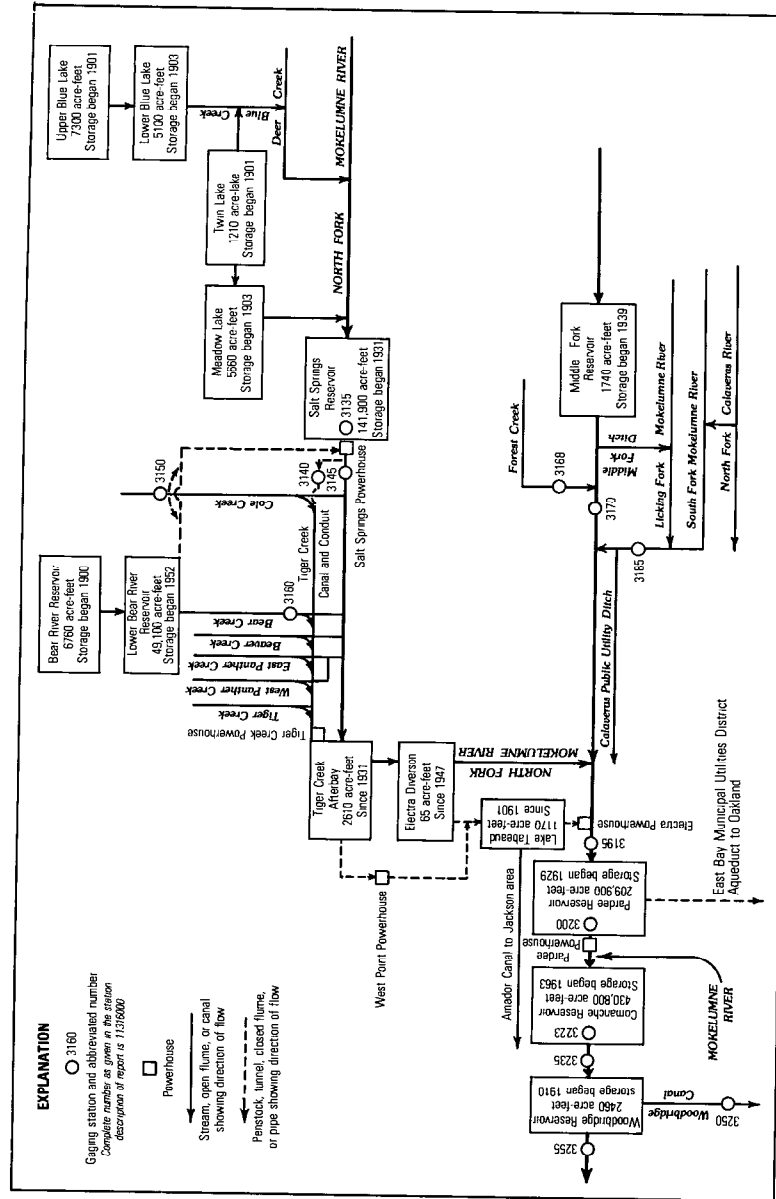 EXPLANATION
3160
Gaging station and abbreviated number
Complete number as given in the station
description of report is 11316000
Powerhouse
Stream, open flume, or canal
showing direction of flow
Penstock, tunnel, closed flume,
or pipe showing direction of flow
Upper Blue Lake
7300 acre-feet
Storage began 1901
Lower Blue Lake
5100 acre-feet
Storage began 1903
Blue Creek
Deer Creek
Twin Lake
1210 acre-lake
Storage began 1901
Meadow Lake
5660 acre-feet
Storage began 1903
NORTH FORK MOKELUMNE RIVER
Salt Springs
Reservoir
3135
141,900 acre-feet
Storage began 1931
3140
3145
Salt Springs Powerhouse
3150
Cole Creek
Tiger Creek
Canal and Conduit
Bear River Reservoir
6760 acre-feet
Storage began 1900
Lower Bear River
Reservoir
49,100 acre-feet
Storage began 1952
3160
Bear Creek
Beaver Creek
East Panther Creek
West Panther Creek
Tiger Creek
Tiger Creek Powerhouse
Tiger Creek
Afterbay
2610 acre-feet
Since 1931
Electra Diverson
65 acre-feet
Since 1947
NORTH FORK
MOKELUMNE RIVER
West Point Powerhouse
Lake Tabeaud
1170 acre-feet
Since 1901
Amador Canal to Jackson area
Electra Powerhouse
Middle Fork
Reservoir
1740 acre-feet
Storage began 1939
Forest Creek
3168
3170
Middle
Fork
Ditch
Licking Fork Mokelumne River
South Fork Mokelumne River
North Fork Calaveras River
3185
Calaveras Public Utility Ditch
3195
Pardee Reservoir
209,900 acre-feet
Storage began 1929
3200
East Bay Municipal Utilities District
Aqueduct to Oakland
Pardee
Powerhouse
MOKELUMNE
RIVER
Comanche Reservoir
430,800 acre-feet
Storage began 1963
3223
3235
Woodbridge Reservoir
2460 acre-feet
storage began 1910
Woodbridge
Canal
3250
3255